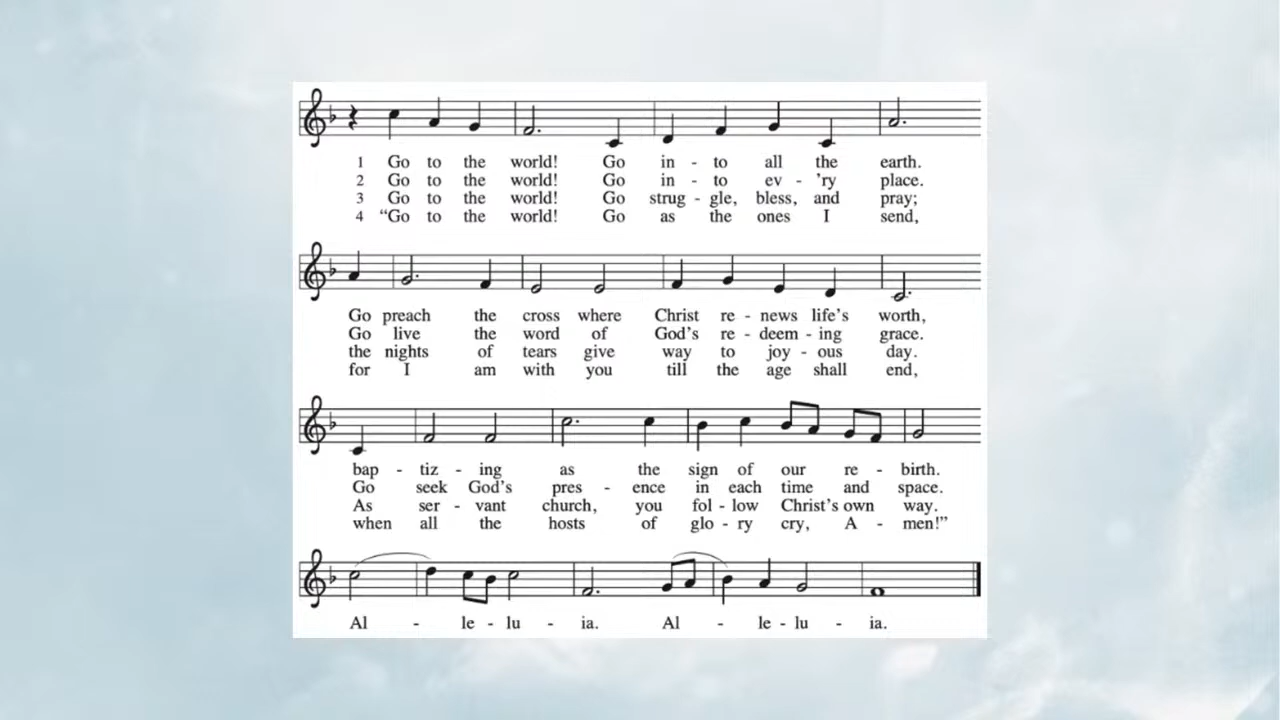 1 Go to the world! Go in - to all the earth.
2 Go to the world! Go in - to ev - 'ry place.
3 Go to the world! Go strug - gle, bless, and pray;
4 “Go to the world! Go as the ones I send,
Go preach the cross where Christ re - news life's worth,
Go live the word of God's re - deem - ing grace.
the nights of tears give way to joy - ous day.
for I am with you till the age shall end,
bap - tiz - ing as the sign of our re - birth.
Go seek God's pres - ence in each time and space.
As ser - vant church, you fol - low Christ's own way.
when all the hosts of glo - ry cry, A - men!”
Al - le - lu - ia. Al - le - lu - ia.